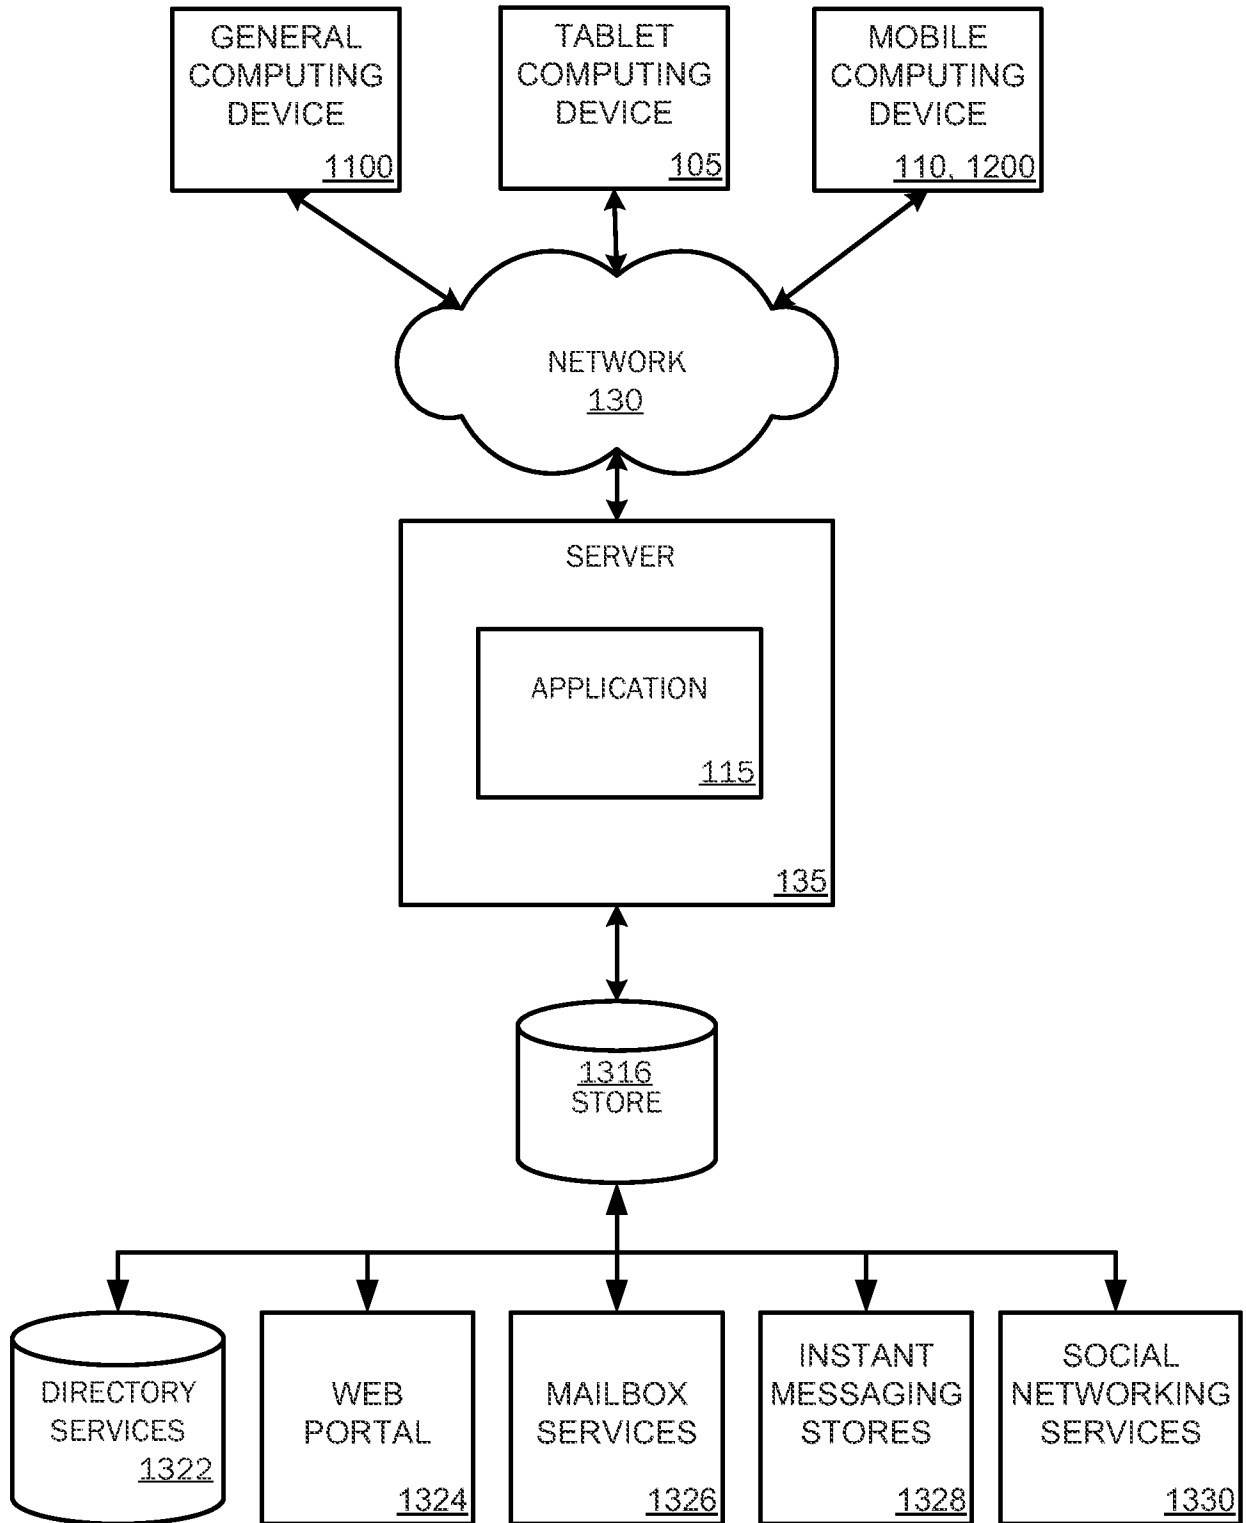 GENERAL
COMPUTING
DEVICE
1100
TABLET
COMPUTING
DEVICE
105
MOBILE
COMPUTING
DEVICE
110, 1200
NETWORK
130
SERVER
APPLICATION
115
135
1316
STORE
DIRECTORY
SERVICES
1322
WEB
PORTAL
1324
MAILBOX
SERVICES
1326
INSTANT
MESSAGING
STORES
1328
SOCIAL
NETWORKING
SERVICES
1330